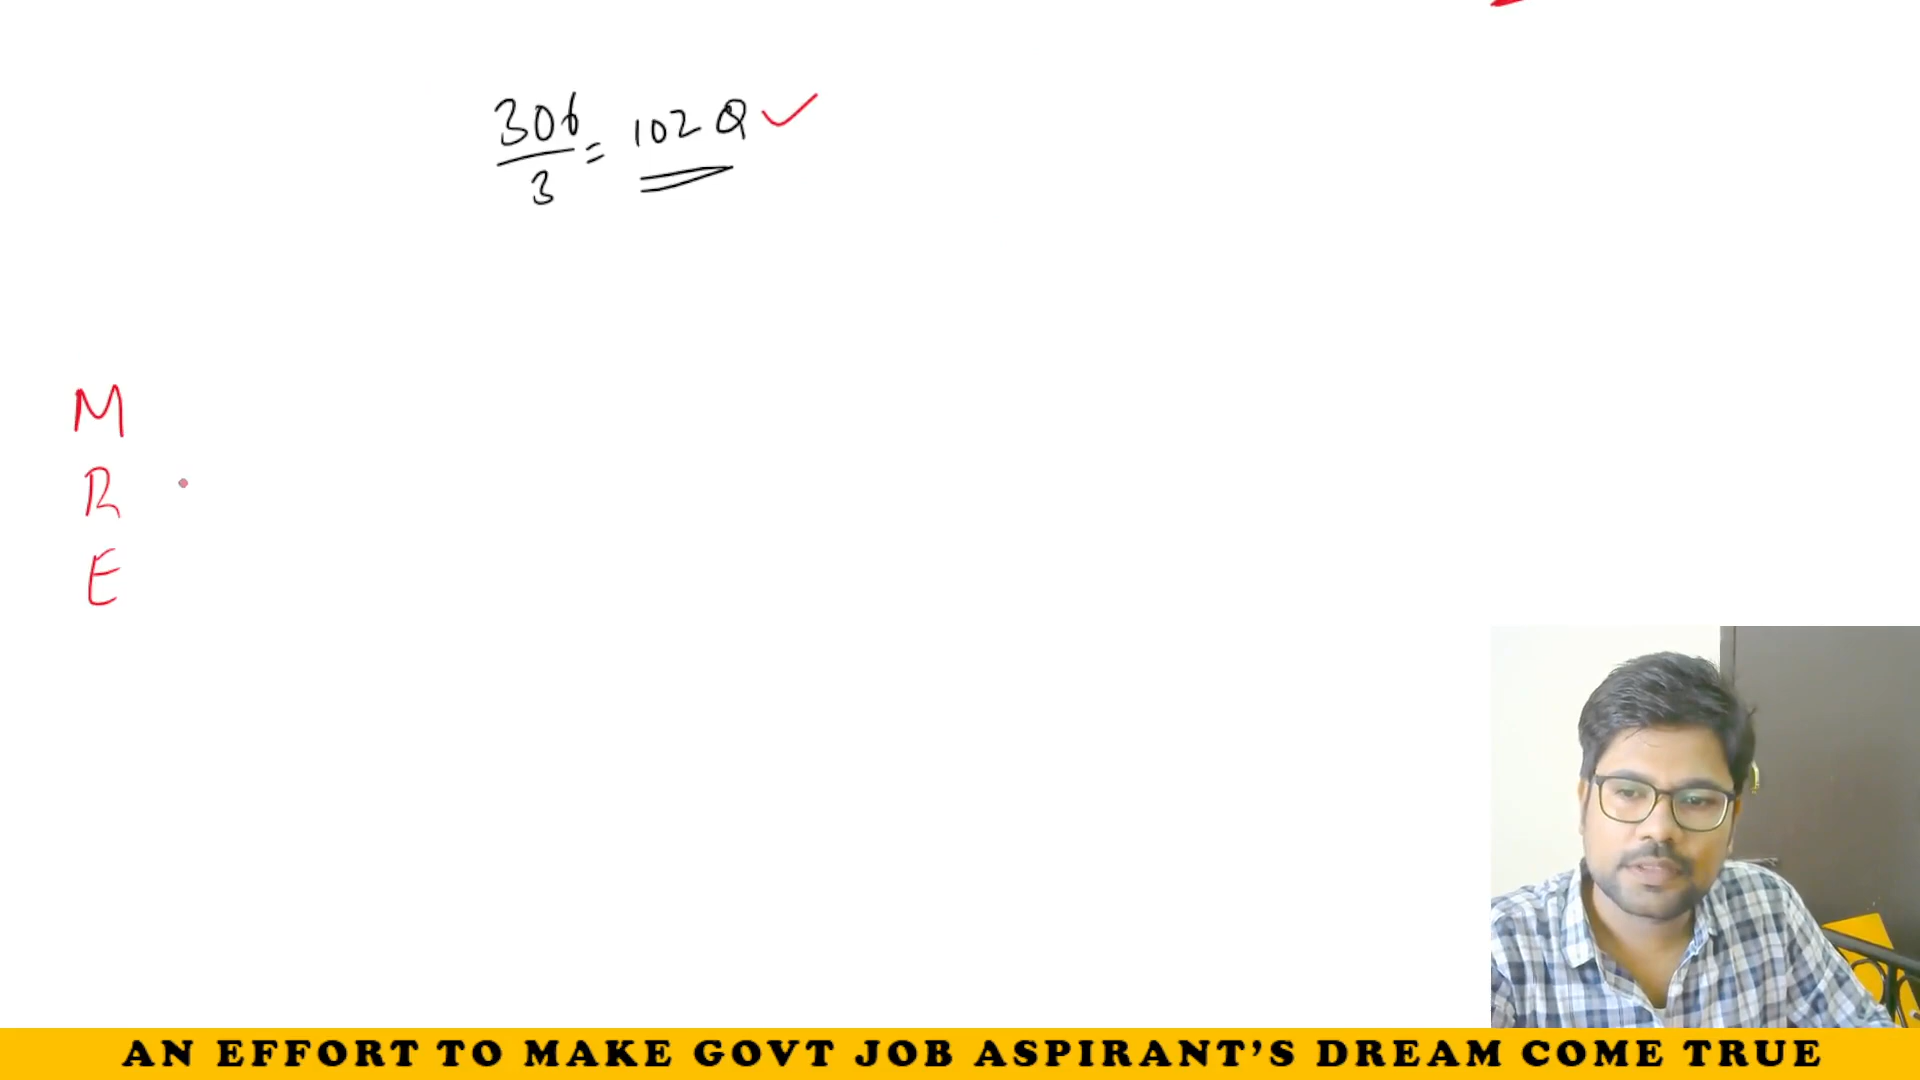 306/3 = 102 Q ✓
M
R
E
AN EFFORT TO MAKE GOVT JOB ASPIRANT’S DREAM COME TRUE